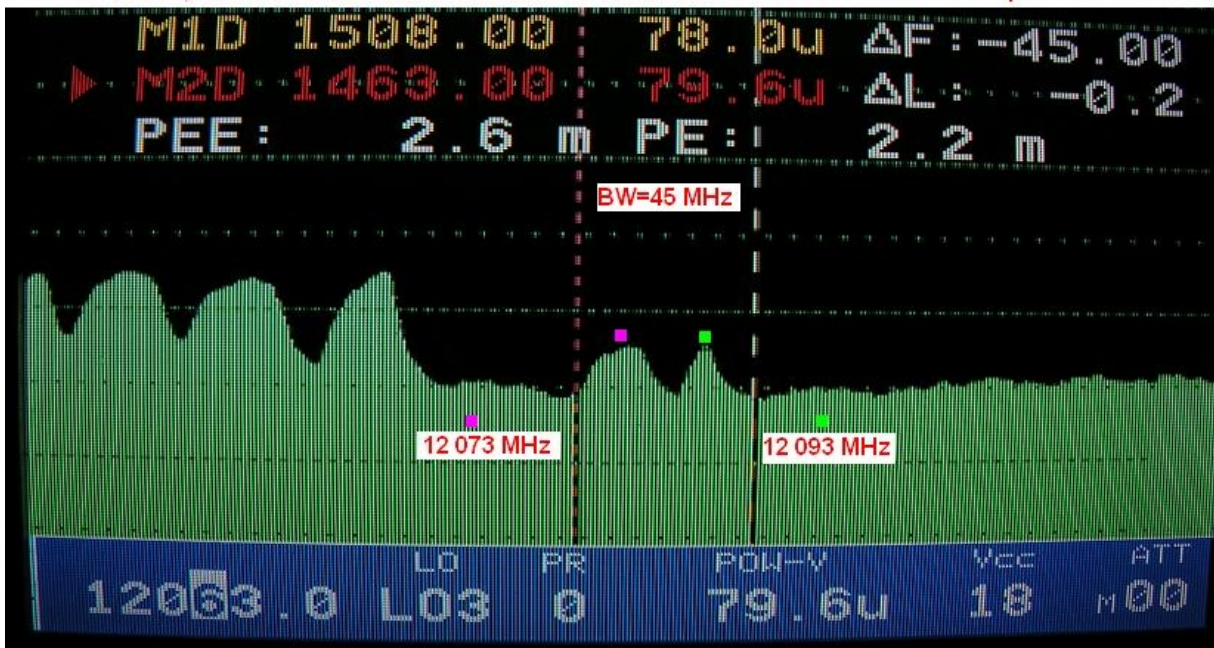 M1D 1508.00 78.0u ΔF:-45.00
M2D 1463.00 79.6u ΔL: -0.2
PEE: 2.6 m PE: 2.2 m
BW=45 MHz
12 073 MHz
12 093 MHz
LO PR POW-V Vcc ATT
12063.0 LO3 0 79.6u 18 M00